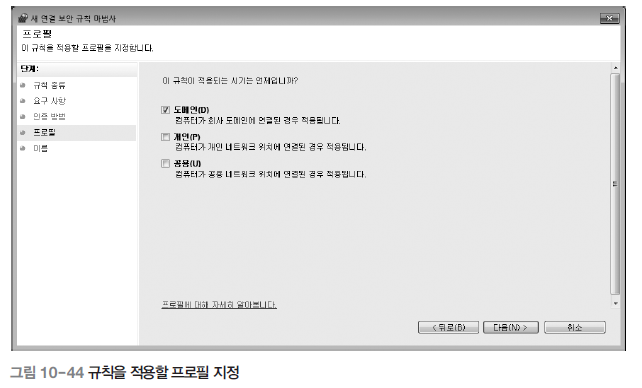 새 연결 보안 규칙 마법사
프로필
이 규칙을 적용할 프로필을 지정합니다.
단계:
규칙 종류
요구 사항
인증 방법
프로필
이름
이 규칙이 적용되는 시기는 언제입니까?
도메인(D)
컴퓨터가 회사 도메인에 연결된 경우 적용됩니다.
개인(P)
컴퓨터가 개인 네트워크 위치에 연결된 경우 적용됩니다.
공용(U)
컴퓨터가 공용 네트워크 위치에 연결된 경우 적용됩니다.
프로필에 대해 자세히 알아봅니다.
< 뒤로(B) 다음(N) > 취소
그림 10-44 규칙을 적용할 프로필 지정